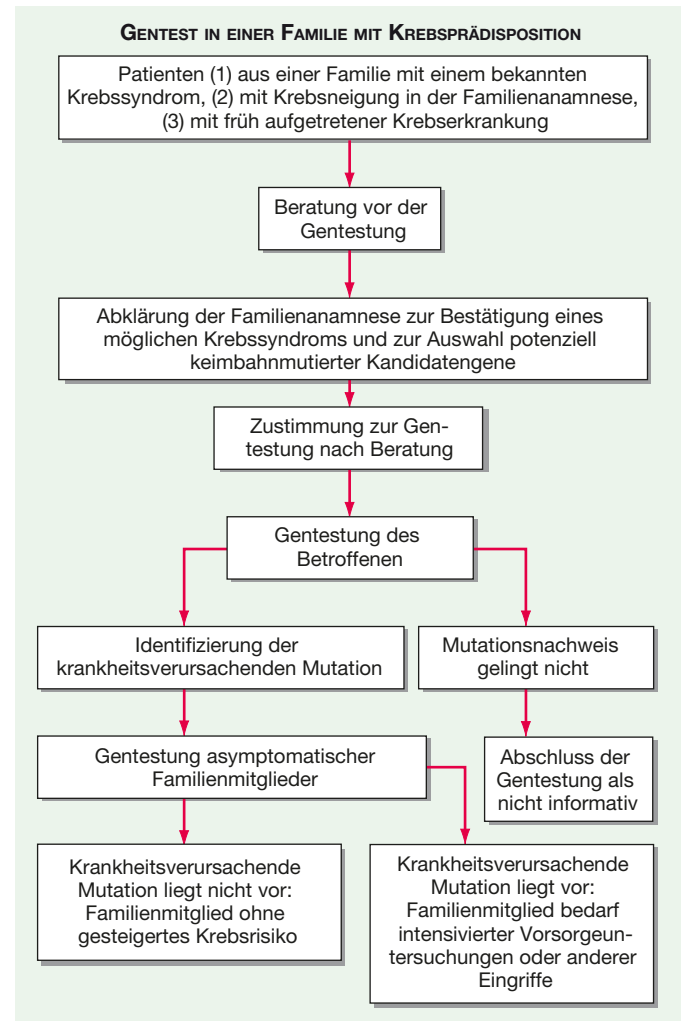 GENTEST IN EINER FAMILIE MIT KREBSPRÄDISPOSITION
Patienten (1) aus einer Familie mit einem bekannten
Krebssyndrom, (2) mit Krebsneigung in der Familienanamnese,
(3) mit früh aufgetretener Krebserkrankung
Beratung vor der
Gentestung
Abklärung der Familienanamnese zur Bestätigung eines
möglichen Krebssyndroms und zur Auswahl potenziell
keimbahnmutierter Kandidatengene
Zustimmung zur Gen-
testung nach Beratung
Gentestung des
Betroffenen
Identifizierung der
krankheitsverursachenden Mutation
Mutationsnachweis
gelingt nicht
Gentestung asymptomatischer
Familienmitglieder
Abschluss der
Gentestung als
nicht informativ
Krankheitsverursachende
Mutation liegt nicht vor:
Familienmitglied ohne
gesteigertes Krebsrisiko
Krankheitsverursachende
Mutation liegt vor:
Familienmitglied bedarf
intensivierter Vorsorgeun-
tersuchungen oder anderer
Eingriffe